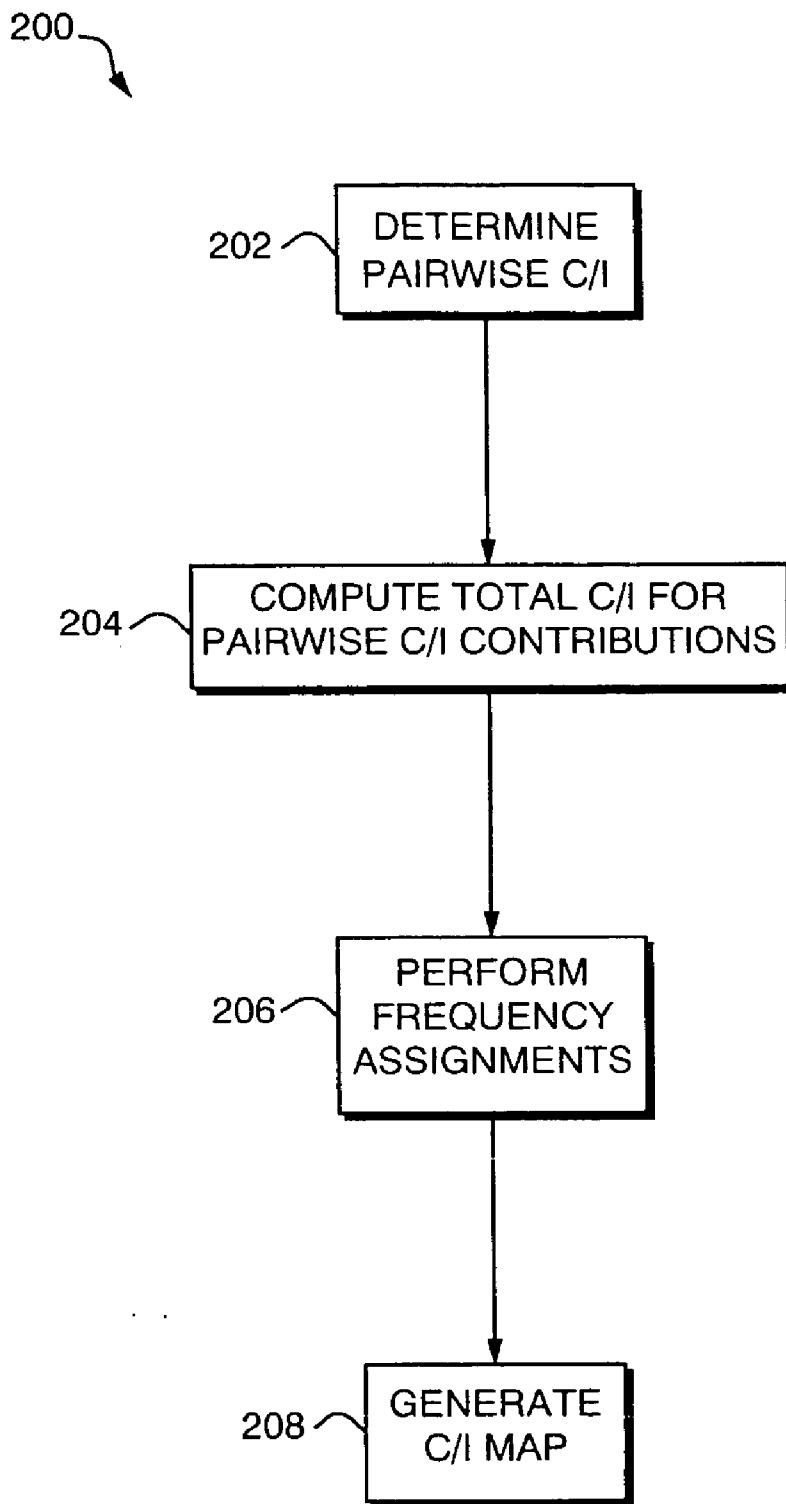 200
202
DETERMINE
PAIRWISE C/I
204
COMPUTE TOTAL C/I FOR
PAIRWISE C/I CONTRIBUTIONS
206
PERFORM
FREQUENCY
ASSIGNMENTS
208
GENERATE
C/I MAP